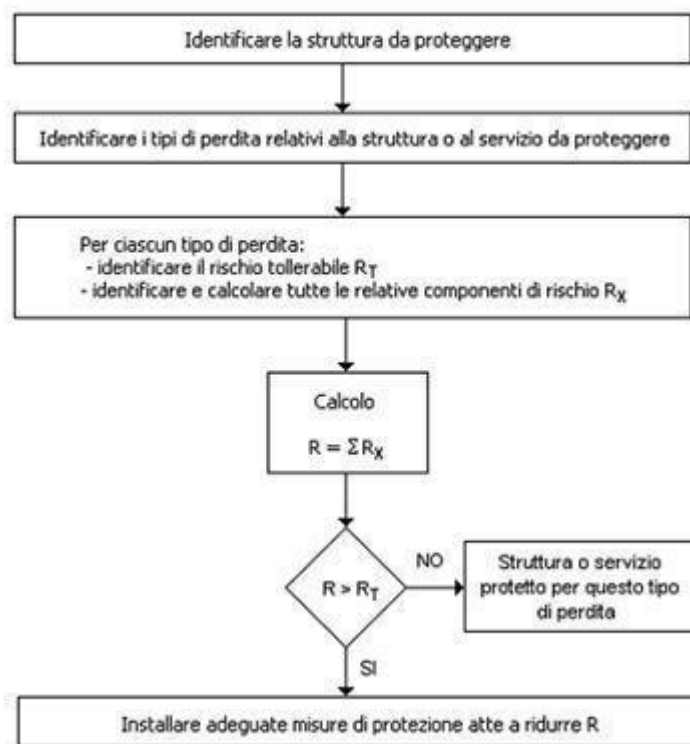 Identificare la struttura da proteggere
Identificare i tipi di perdita relativi alla struttura o al servizio da proteggere
Per ciascun tipo di perdita:
- identificare il rischio tollerabile RT
- identificare e calcolare tutte le relative componenti di rischio RX
Calcolo
R = ΣRX
R > RT
NO
Struttura o servizio
protetto per questo tipo
di perdita
SI
Installare adeguate misure di protezione atte a ridurre R